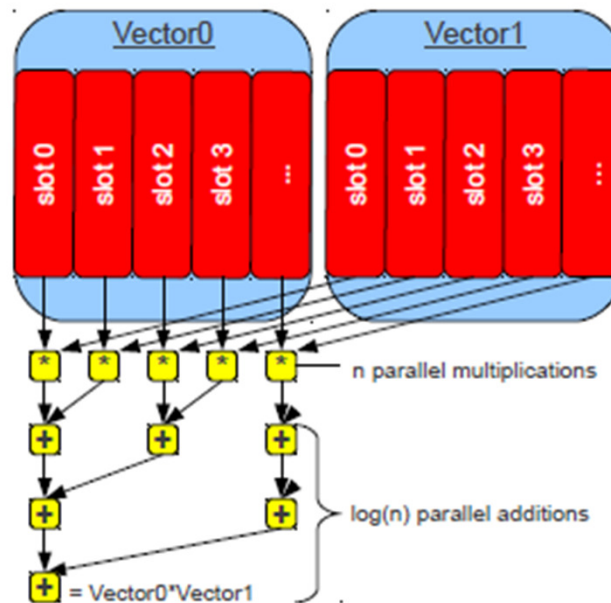 Vector0 Vector1
slot 0 slot 1 slot 2 slot 3 ... slot 0 slot 1 slot 2 slot 3 ...
* * * * * n parallel multiplications
+ + +
+ + log(n) parallel additions
+ = Vector0*Vector1